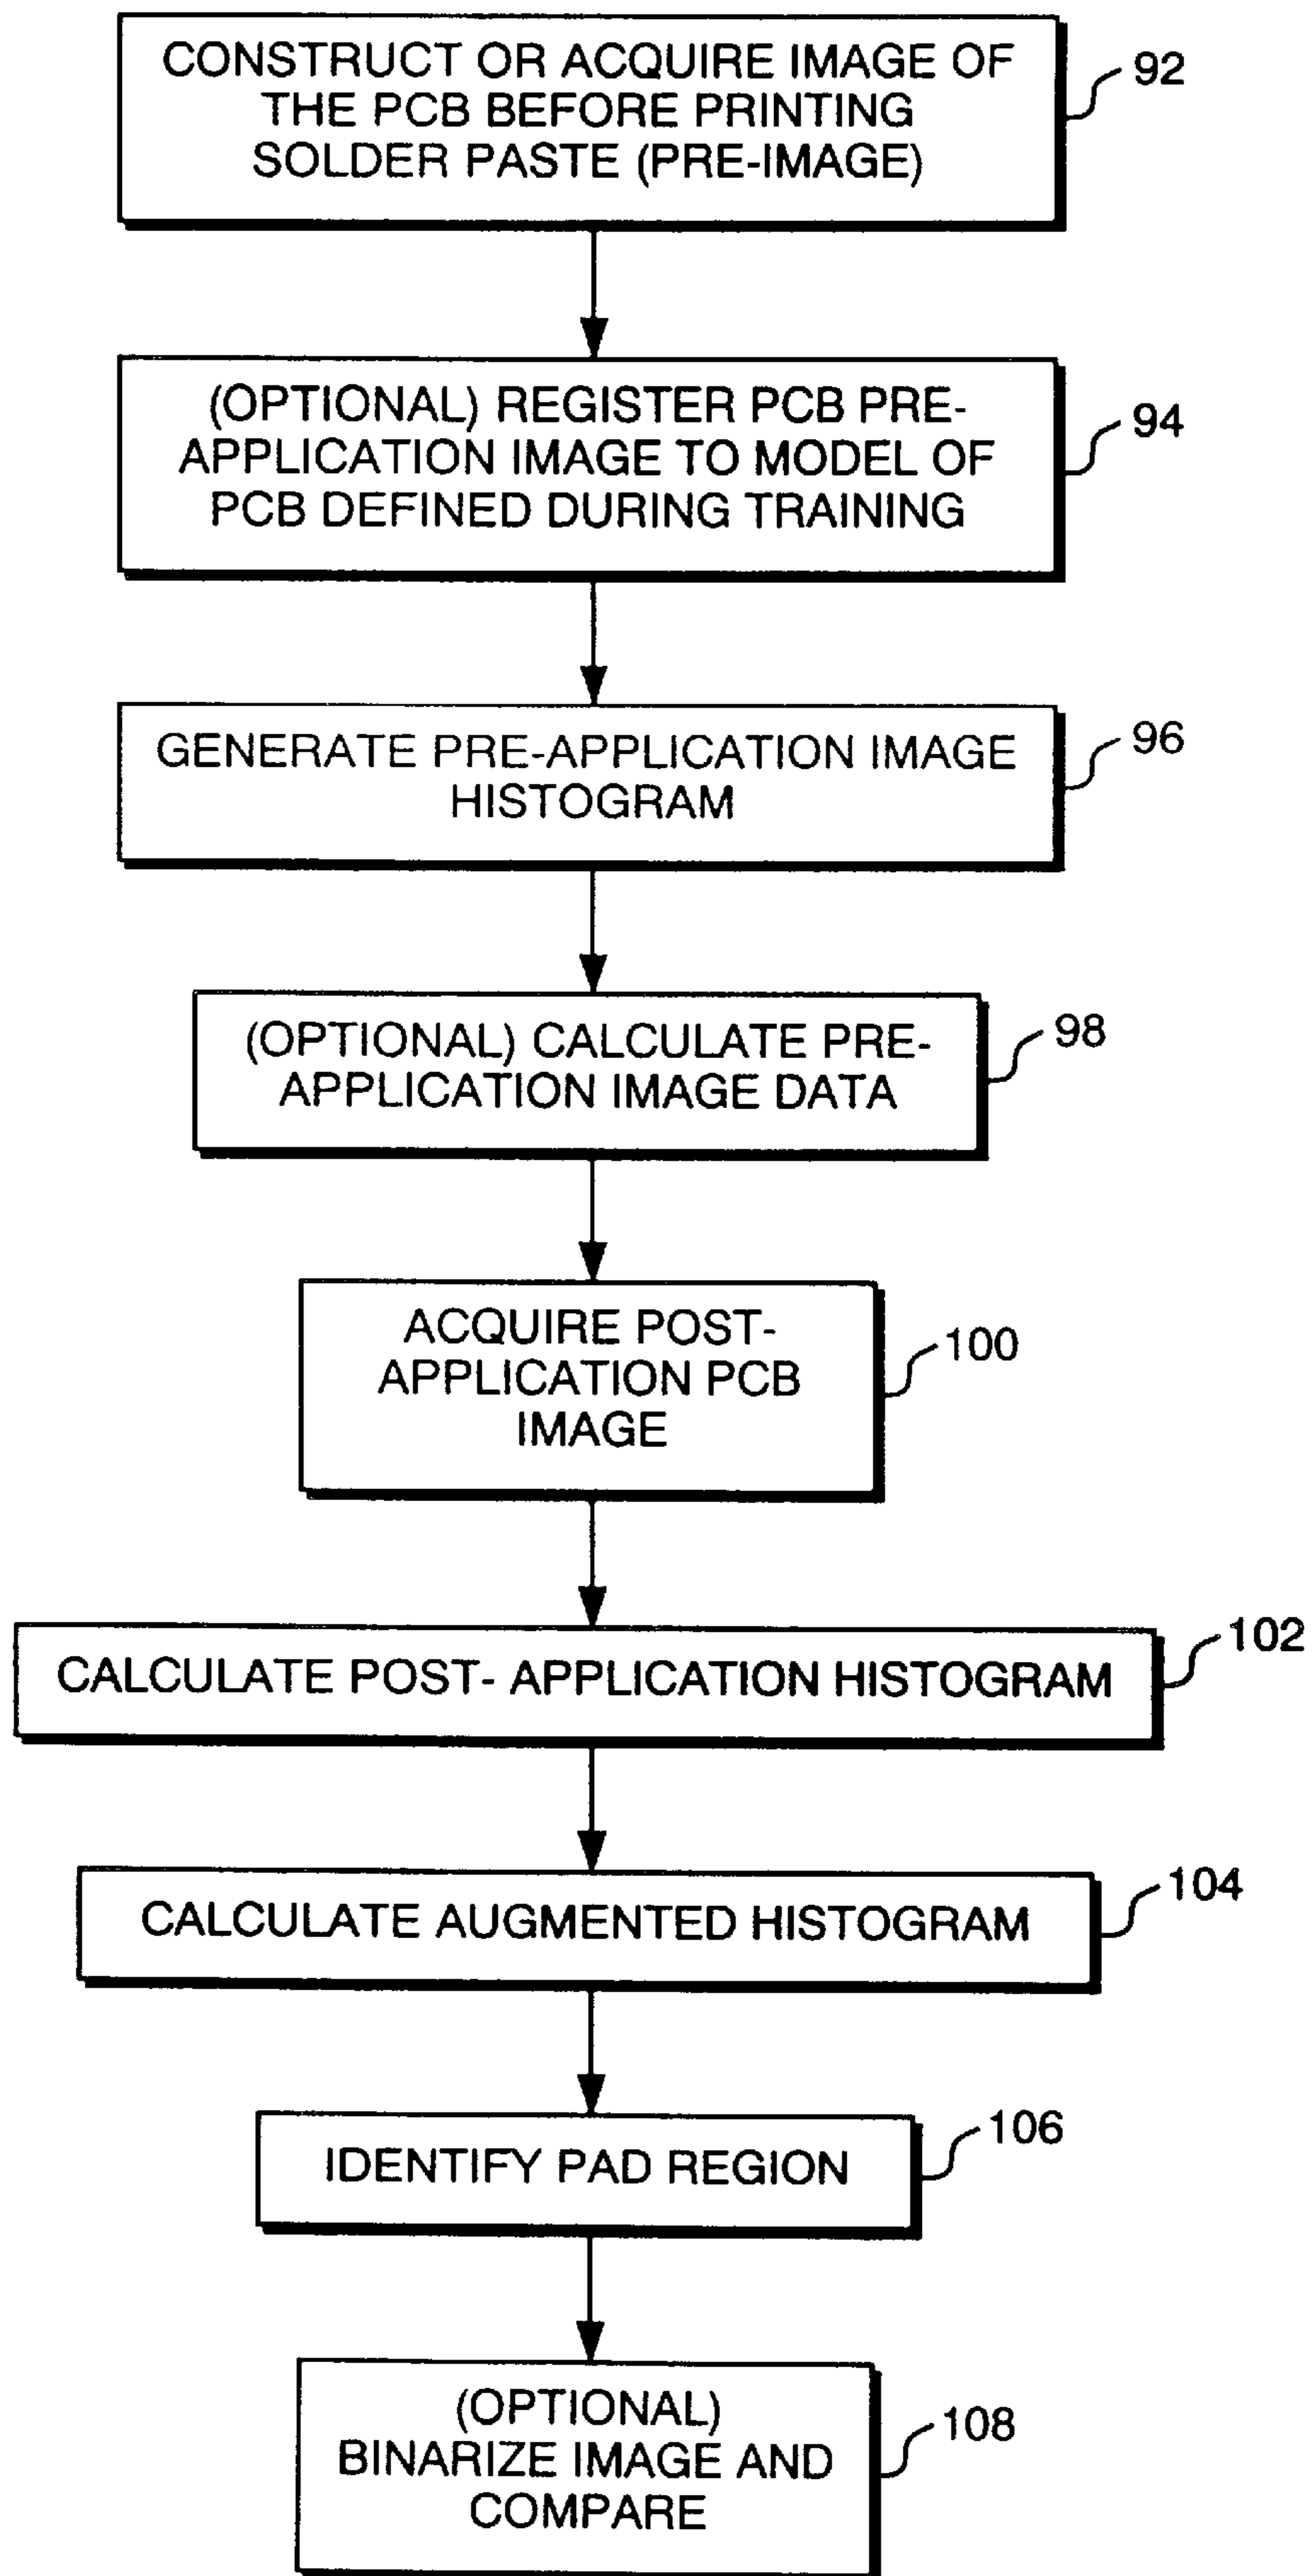 CONSTRUCT OR ACQUIRE IMAGE OF
THE PCB BEFORE PRINTING
SOLDER PASTE (PRE-IMAGE)
92
(OPTIONAL) REGISTER PCB PRE-
APPLICATION IMAGE TO MODEL OF
PCB DEFINED DURING TRAINING
94
GENERATE PRE-APPLICATION IMAGE
HISTOGRAM
96
(OPTIONAL) CALCULATE PRE-
APPLICATION IMAGE DATA
98
ACQUIRE POST-
APPLICATION PCB
IMAGE
100
CALCULATE POST- APPLICATION HISTOGRAM
102
CALCULATE AUGMENTED HISTOGRAM
104
IDENTIFY PAD REGION
106
(OPTIONAL)
BINARIZE IMAGE AND
COMPARE
108